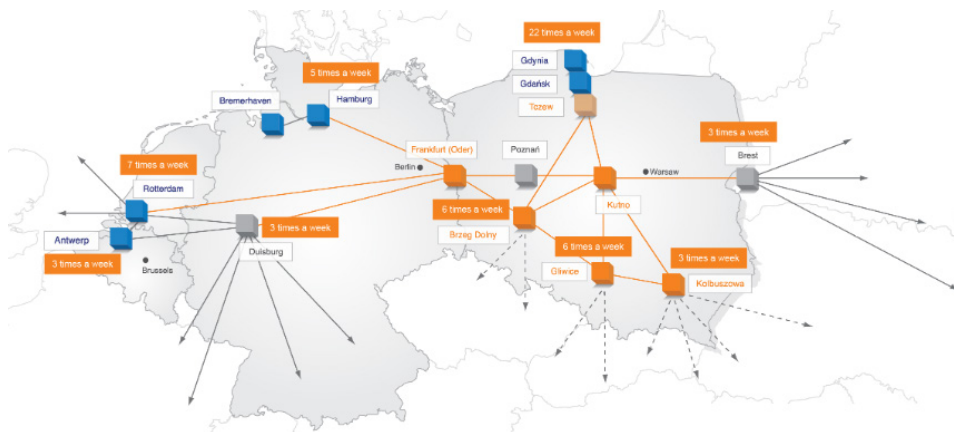 22 times a week
Gdynia
Gdańsk
Tczew
5 times a week
Bremerhaven
Hamburg
3 times a week
Brest
Frankfurt (Oder)
Poznań
Berlin
Warsaw
7 times a week
Rotterdam
Kutno
6 times a week
Brzeg Dolny
3 times a week
Duisburg
Antwerp
3 times a week
Brussels
6 times a week
Gliwice
3 times a week
Kolbuszowa